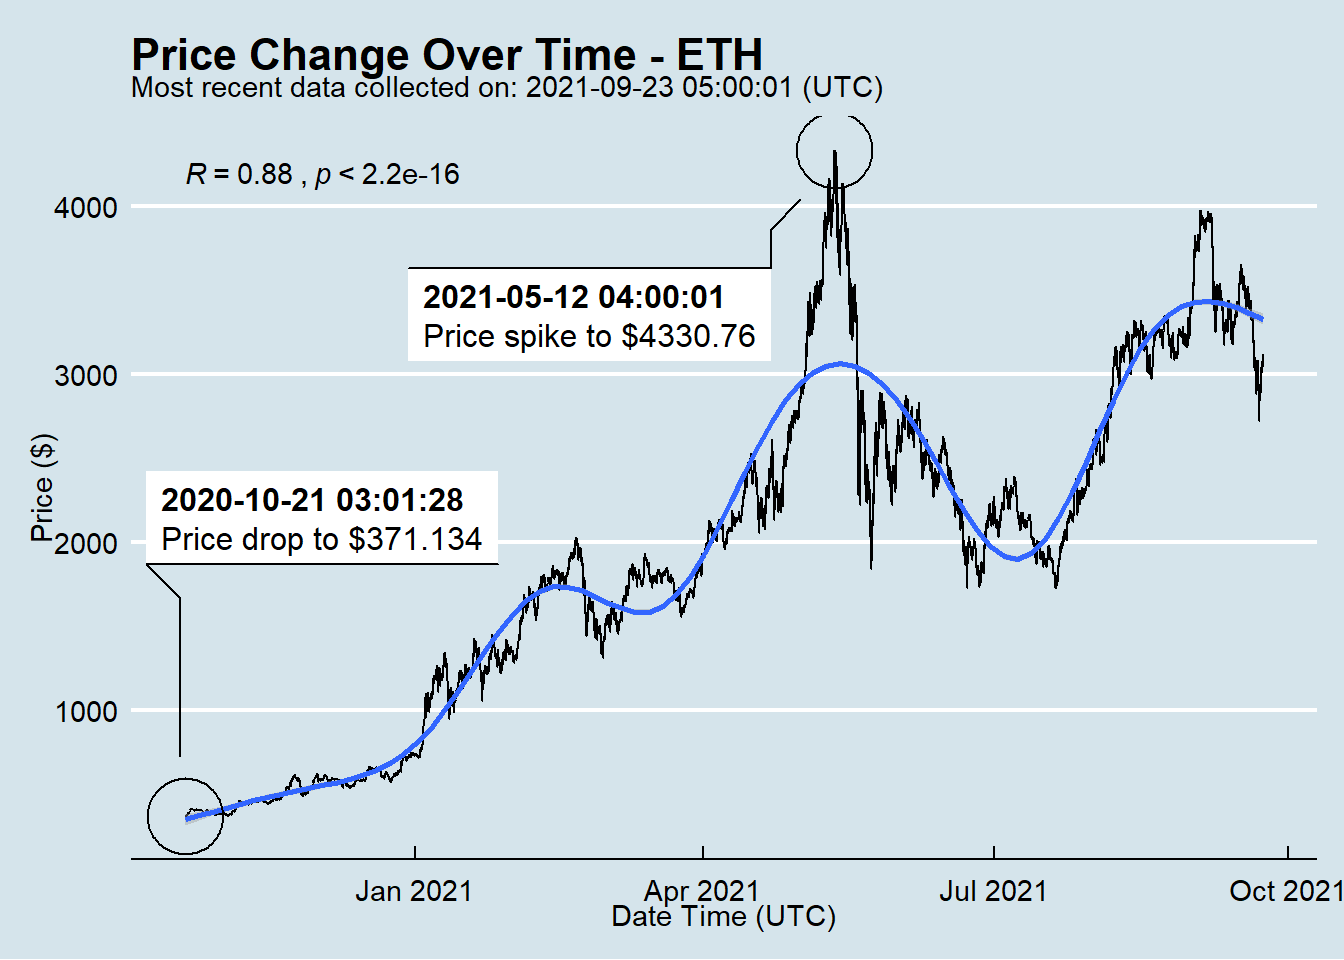 Price Change Over Time - ETH
Most recent data collected on: 2021-09-23 05:00:01 (UTC)
R = 0.88 , p < 2.2e-16
4000
2021-05-12 04:00:01
Price spike to $4330.76
3000
Price ($)
2020-10-21 03:01:28
Price drop to $371.134
2000
1000
Jan 2021
Apr 2021
Jul 2021
Oct 2021
Date Time (UTC)